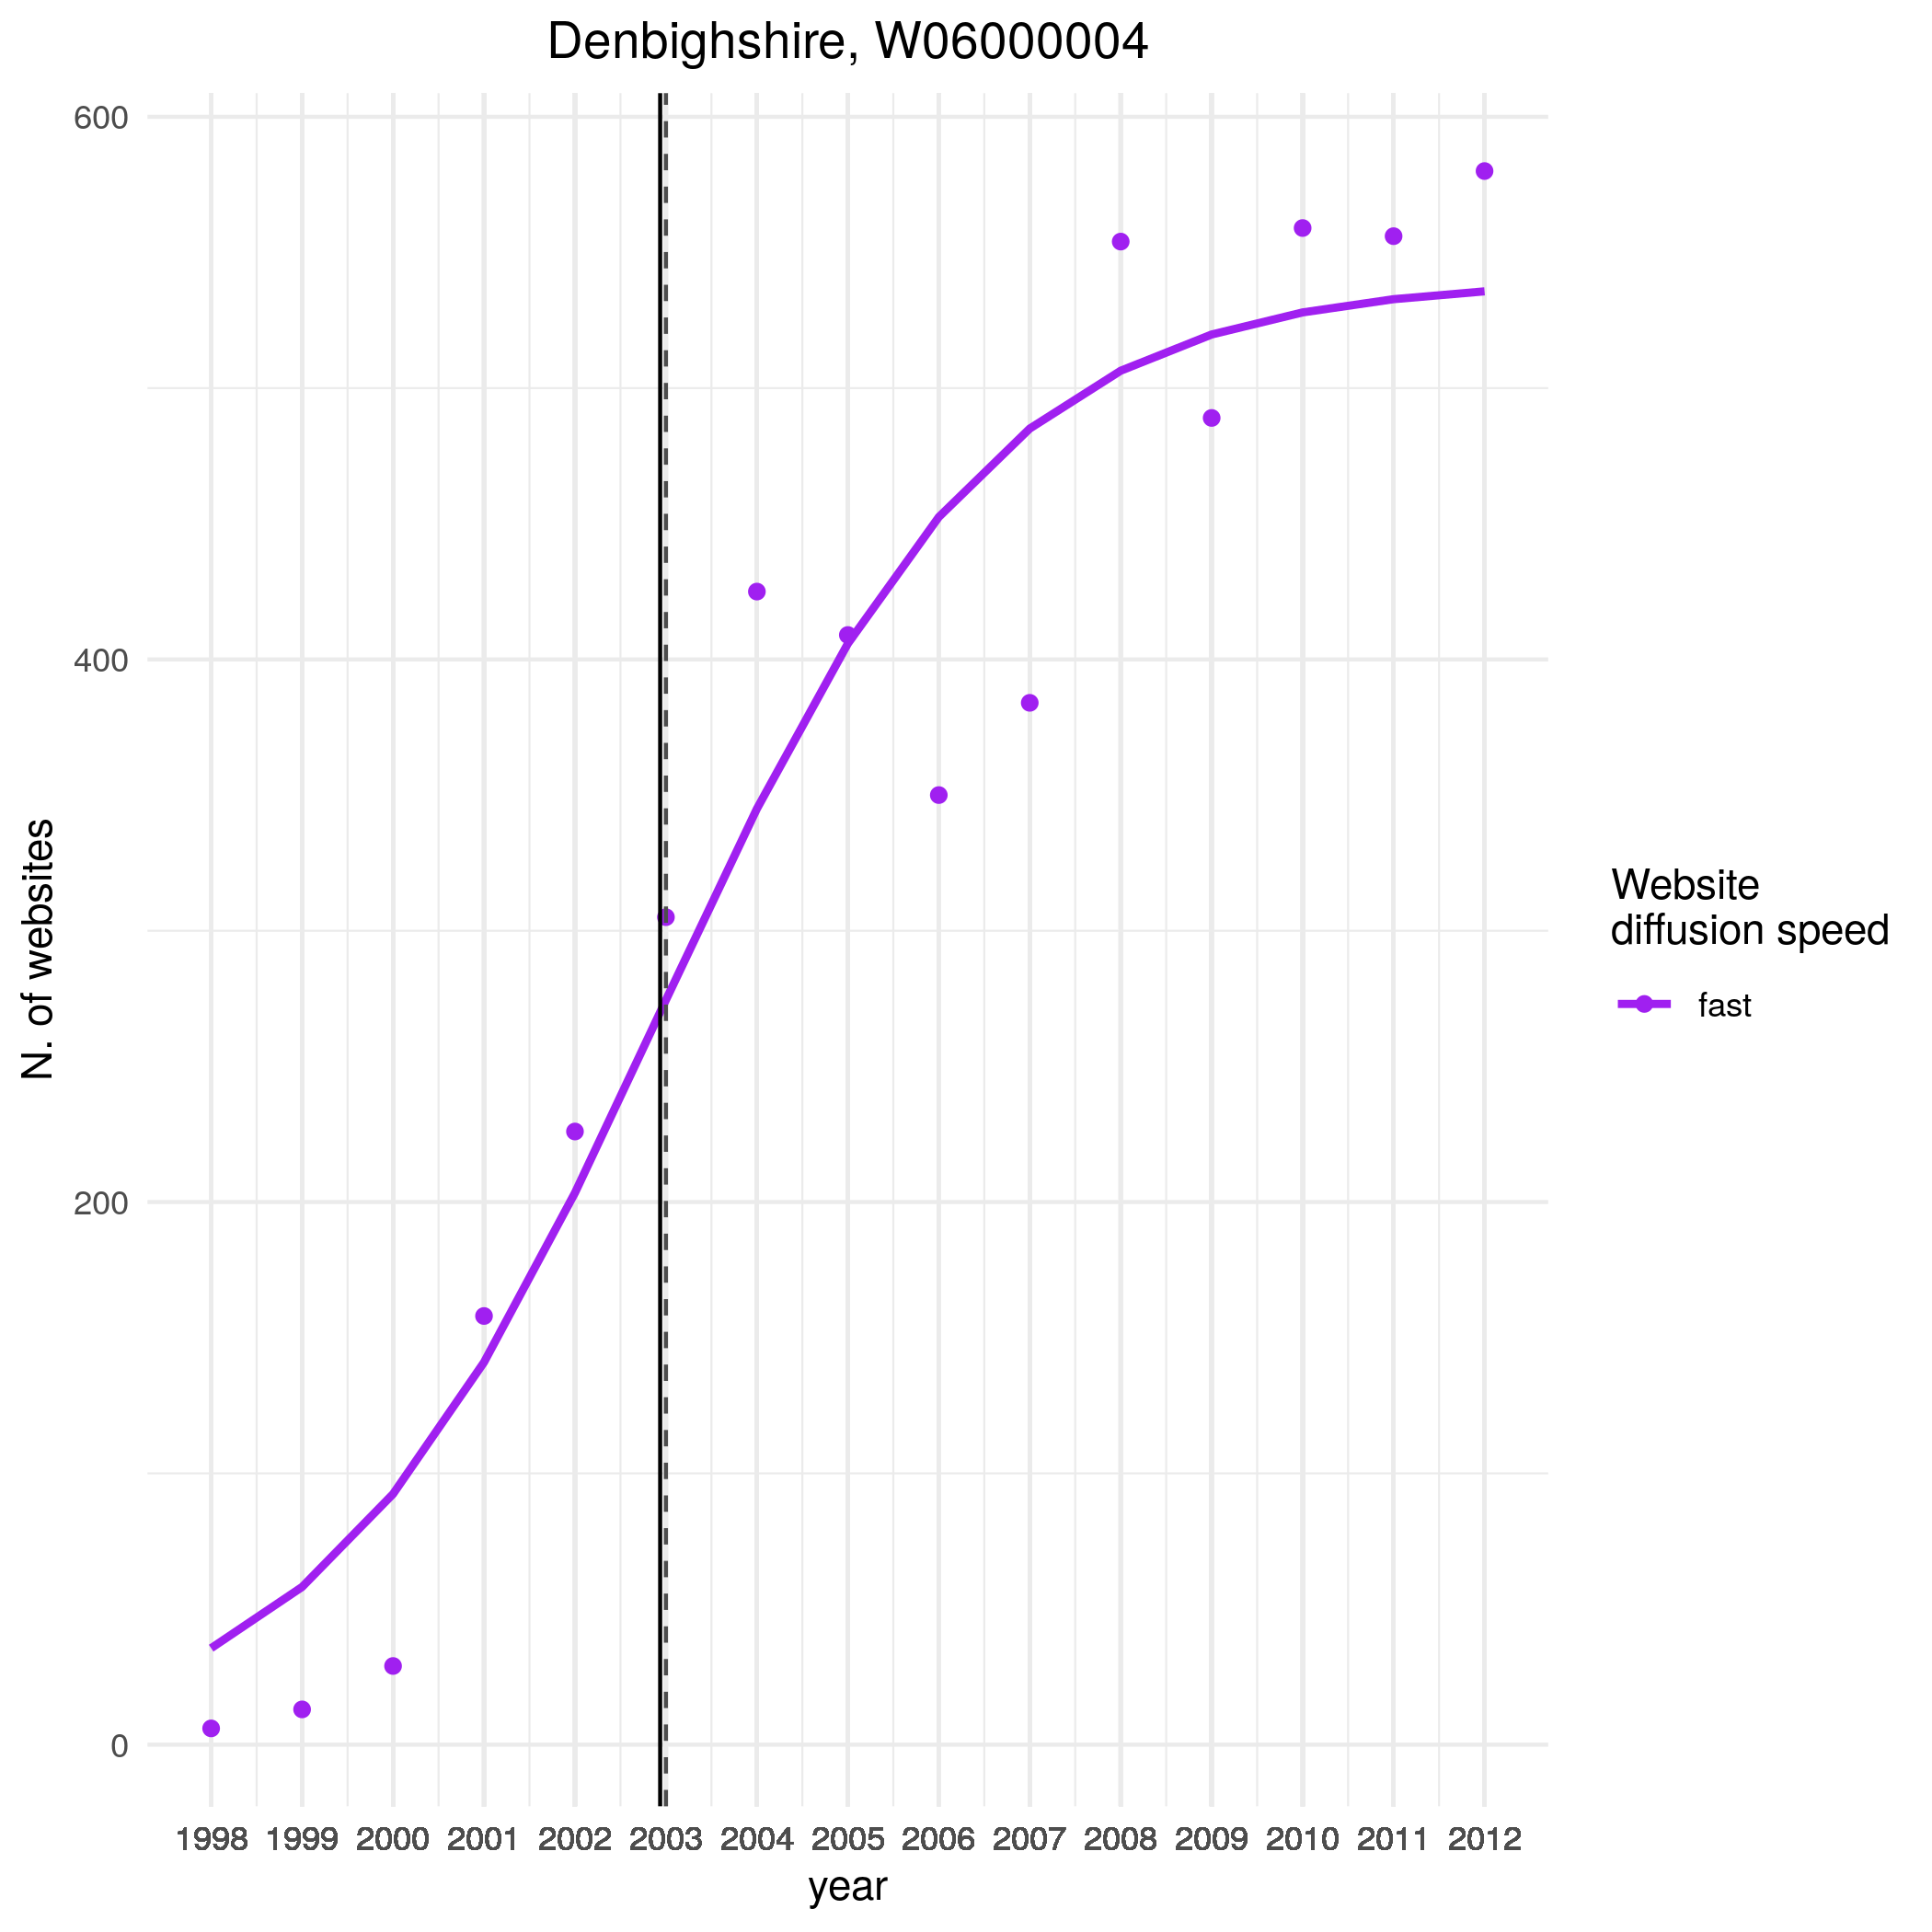 Denbighshire, W06000004
600
400
200
0
N. of websites
1998 1999 2000 2001 2002 2003 2004 2005 2006 2007 2008 2009 2010 2011 2012
year
Website
diffusion speed
fast